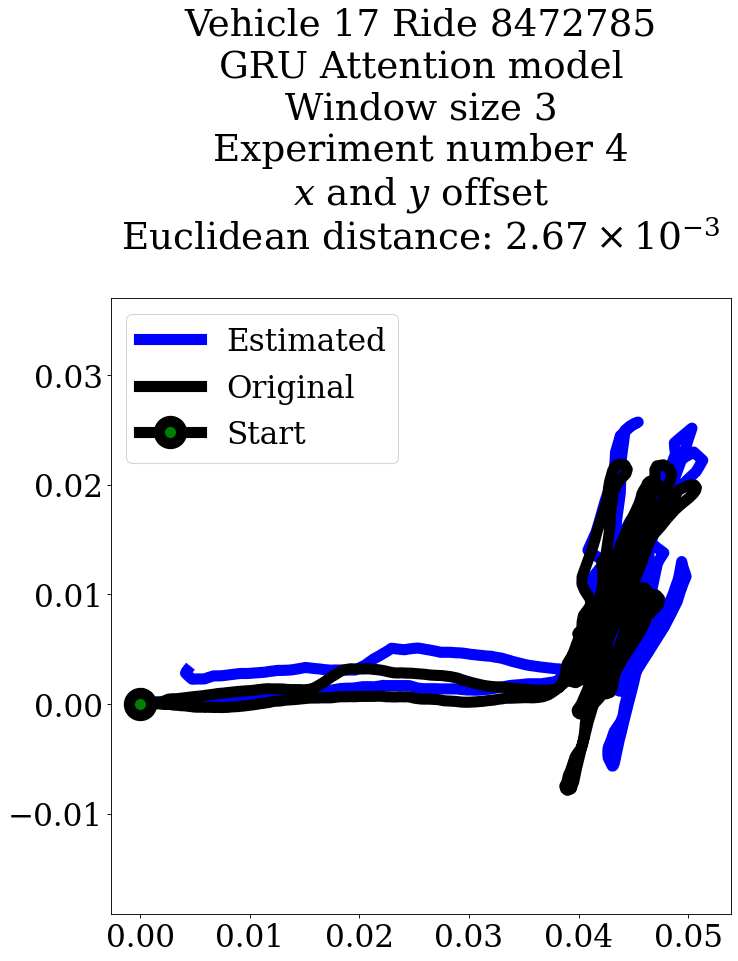 Vehicle 17 Ride 8472785
GRU Attention model
Window size 3
Experiment number 4
x and y offset
Euclidean distance: 2.67 × 10⁻³
Estimated
Original
Start
0.03
0.02
0.01
0.00
−0.01
0.00 0.01 0.02 0.03 0.04 0.05